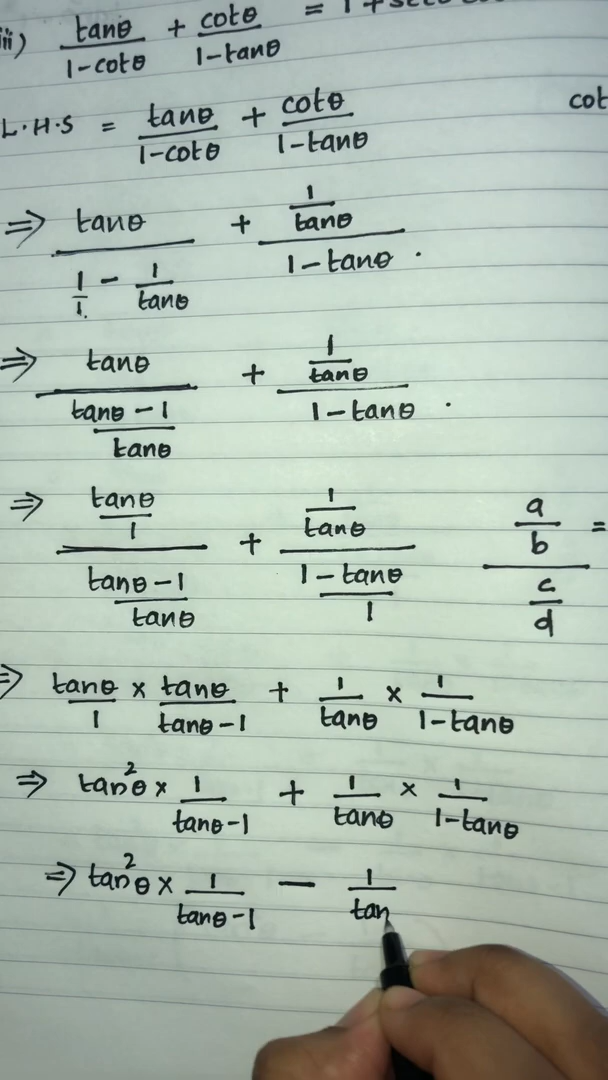 iii) tanθ/1-cotθ + cotθ/1-tanθ = 1+secθ
L.H.S = tanθ/1-cotθ + cotθ/1-tanθ cot
⇒ tanθ/(1/1 - 1/tanθ) + (1/tanθ)/1-tanθ .
⇒ tanθ/(tanθ-1/tanθ) + (1/tanθ)/1-tanθ .
⇒ (tanθ/1)/(tanθ-1/tanθ) + (1/tanθ)/(1-tanθ/1) (a/b)/(c/d) =
⇒ tanθ/1 × tanθ/tanθ-1 + 1/tanθ × 1/1-tanθ
⇒ tan²θ × 1/tanθ-1 + 1/tanθ × 1/1-tanθ
⇒ tan²θ × 1/tanθ-1 - 1/tan